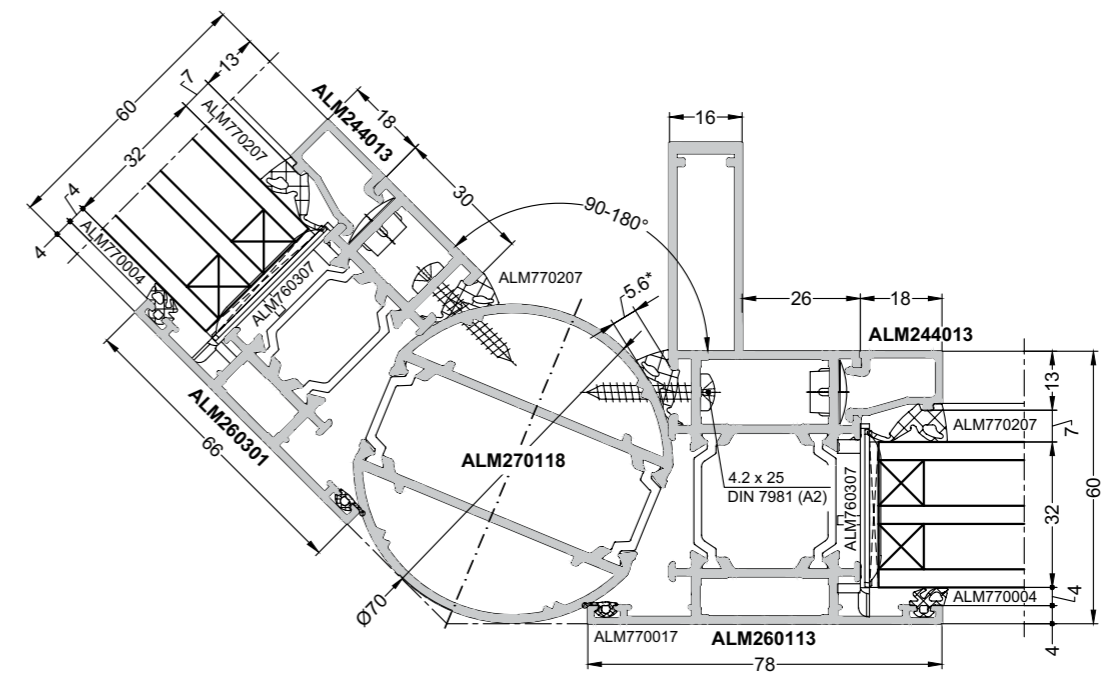 13
7
60
ALM770207
ALM244013
18
32
30
4
ALM770004
4
ALM760307
ALM260301
66
90-180°
ALM770207
5.6*
16
26
18
ALM244013
13
ALM770207
7
60
32
ALM270118
4.2 x 25
DIN 7981 (A2)
ALM760307
Ø70
ALM770004
4
4
ALM770017
ALM260113
78